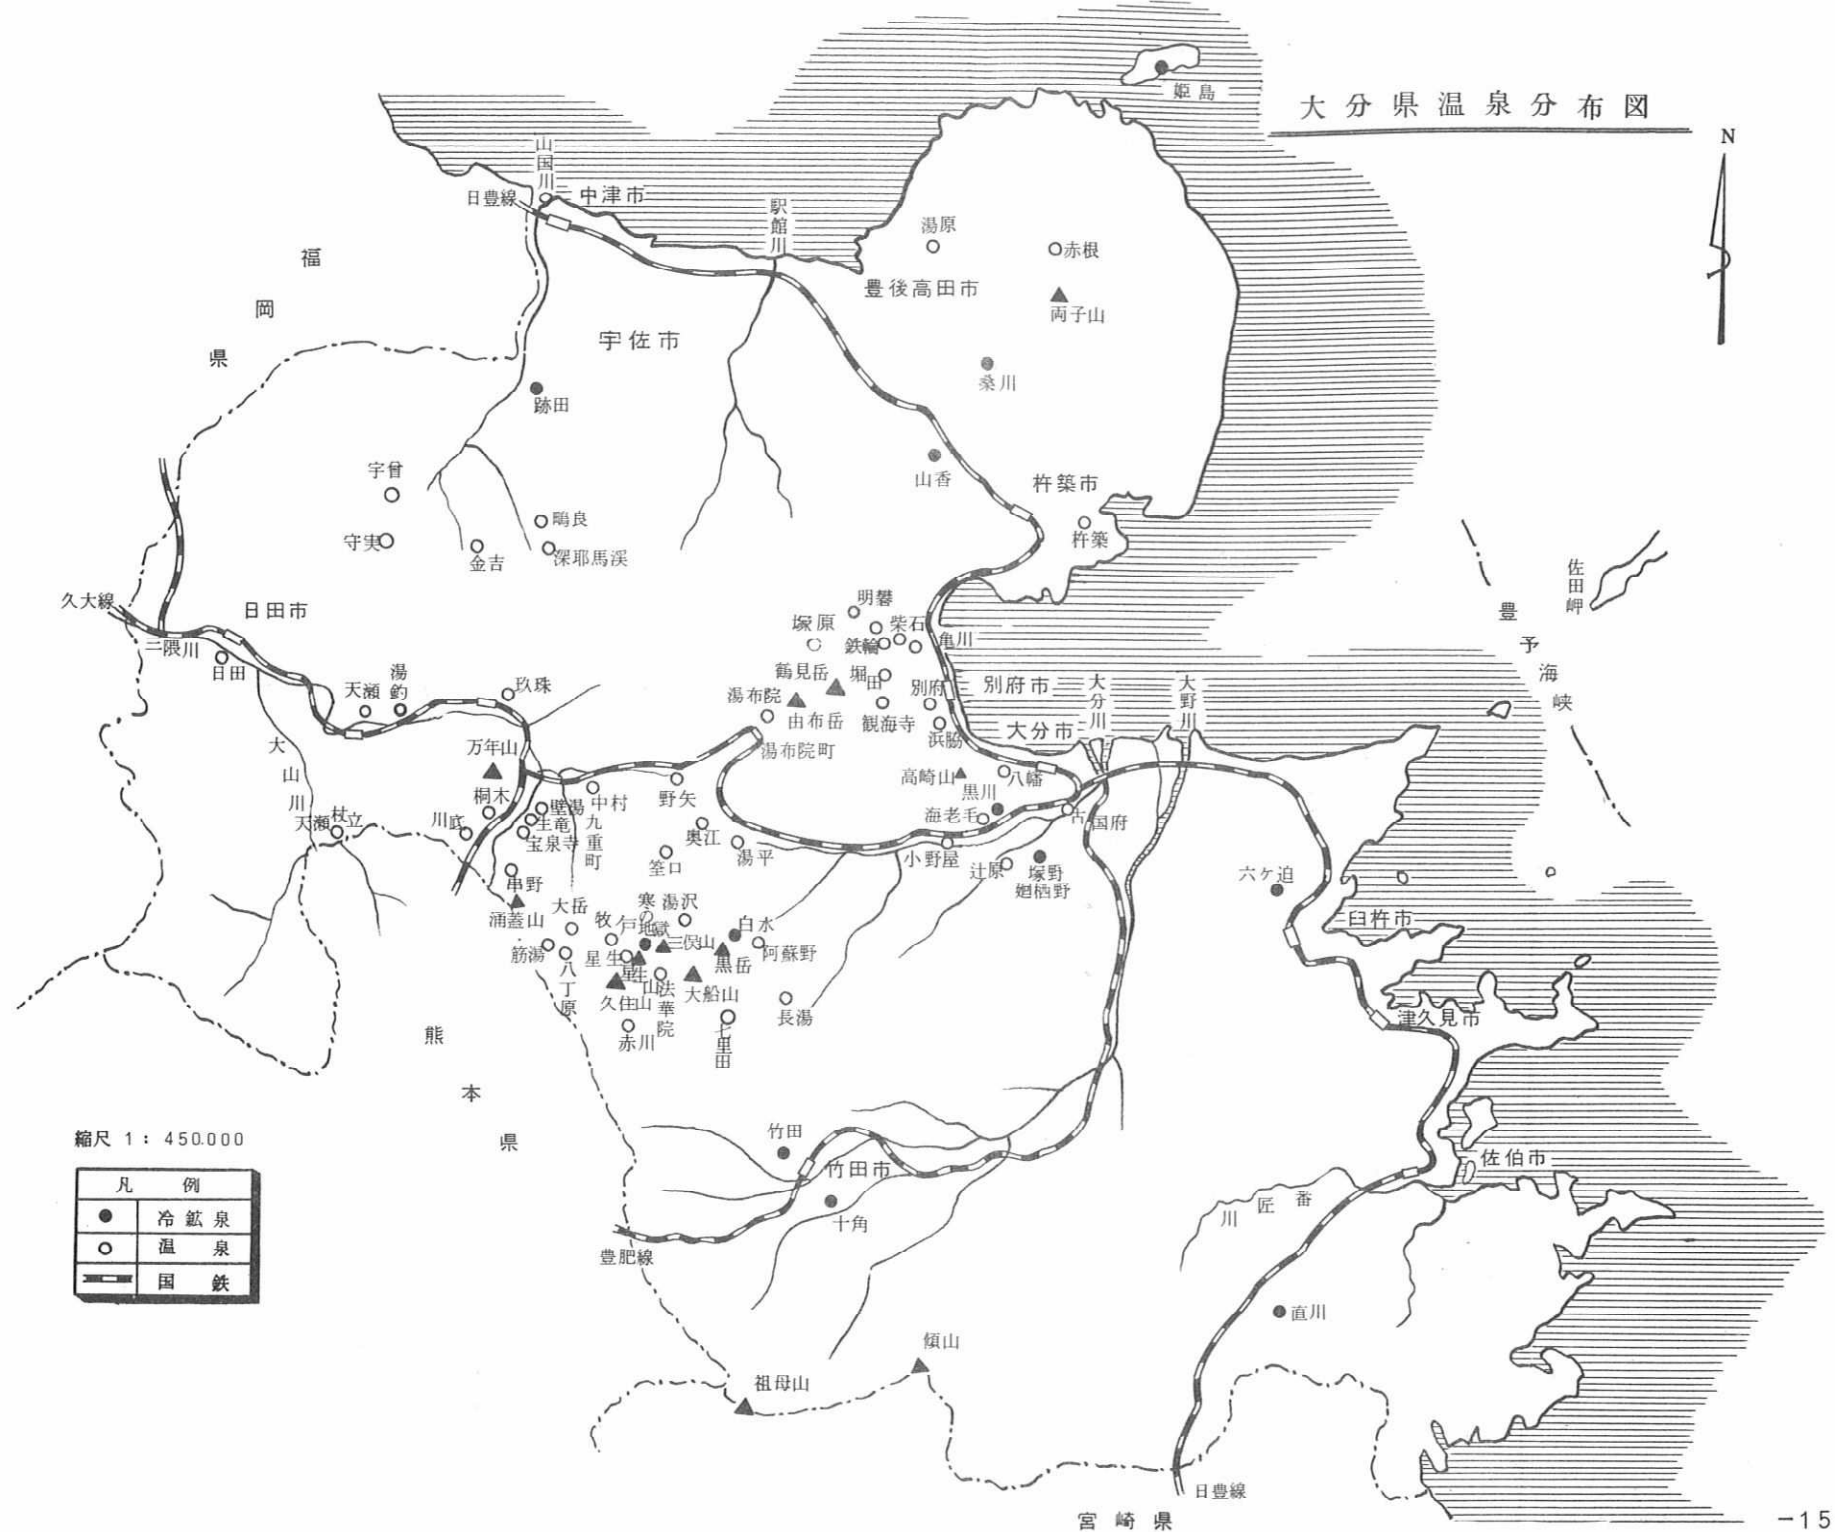 大分県温泉分布図
N
姫島
山国川
日豊線
中津市
駅館川
湯原
赤根
豊後高田市
両子山
福岡県
宇佐市
桑川
跡田
山香
杵築市
杵築
宇曾
守実
金吉
鴫良
深耶馬渓
佐田岬
豊予海峡
久大線
日田市
三隈川
日田
明礬
塚原
柴石
鉄輪
亀川
鶴見岳
堀田
天瀬
湯釣
玖珠
湯布院
由布岳
観海寺
別府
別府市
大分川
大野川
浜脇
大分市
湯布院町
大山川
万年山
高崎山
八幡
桐木
壁湯
中村
野矢
黒川
海老毛
古国府
天瀬杖立
川底
生竜
宝泉寺
九重町
奥江
湯平
小野屋
筌口
辻原
塚野
廻栖野
六ケ迫
串野
涌蓋山
大岳
牧ノ戸
寒の地獄
湯沢
三俣山
白水
黒岳
阿蘇野
臼杵市
筋湯
八丁原
星生
星生山
久住山
法華院
大船山
赤川
七里田
長湯
津久見市
熊本県
縮尺 1: 450.000
凡 例
冷鉱泉
温 泉
国 鉄
竹田
竹田市
十角
豊肥線
佐伯市
番匠川
直川
傾山
祖母山
日豊線
宮崎県
-15